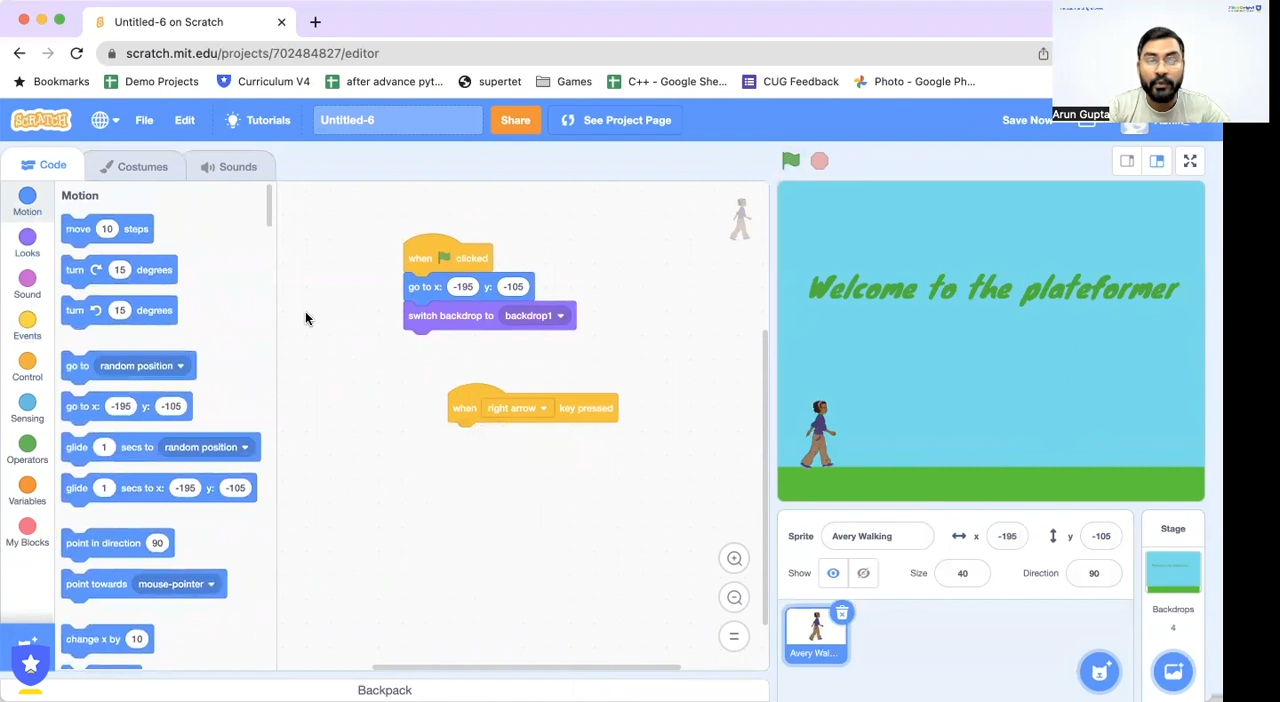 Untitled-6 on Scratch
scratch.mit.edu/projects/702484827/editor
Bookmarks Demo Projects Curriculum V4 after advance pyt... supertet Games C++ - Google She... CUG Feedback Photo - Google Ph...
Arun Gupta
SCRATCH File Edit Tutorials Untitled-6 Share See Project Page Save Now
Code Costumes Sounds
Motion
Looks
Sound
Events
Control
Sensing
Operators
Variables
My Blocks
Motion
move 10 steps
turn 15 degrees
turn 15 degrees
go to random position
go to x: -195 y: -105
glide 1 secs to random position
glide 1 secs to x: -195 y: -105
point in direction 90
point towards mouse-pointer
change x by 10
when clicked
go to x: -195 y: -105
switch backdrop to backdrop1
when right arrow key pressed
Backpack
Welcome to the plateformer
Sprite Avery Walking x -195 y -105
Show Size 40 Direction 90
Avery Wal...
Stage
Backdrops
4